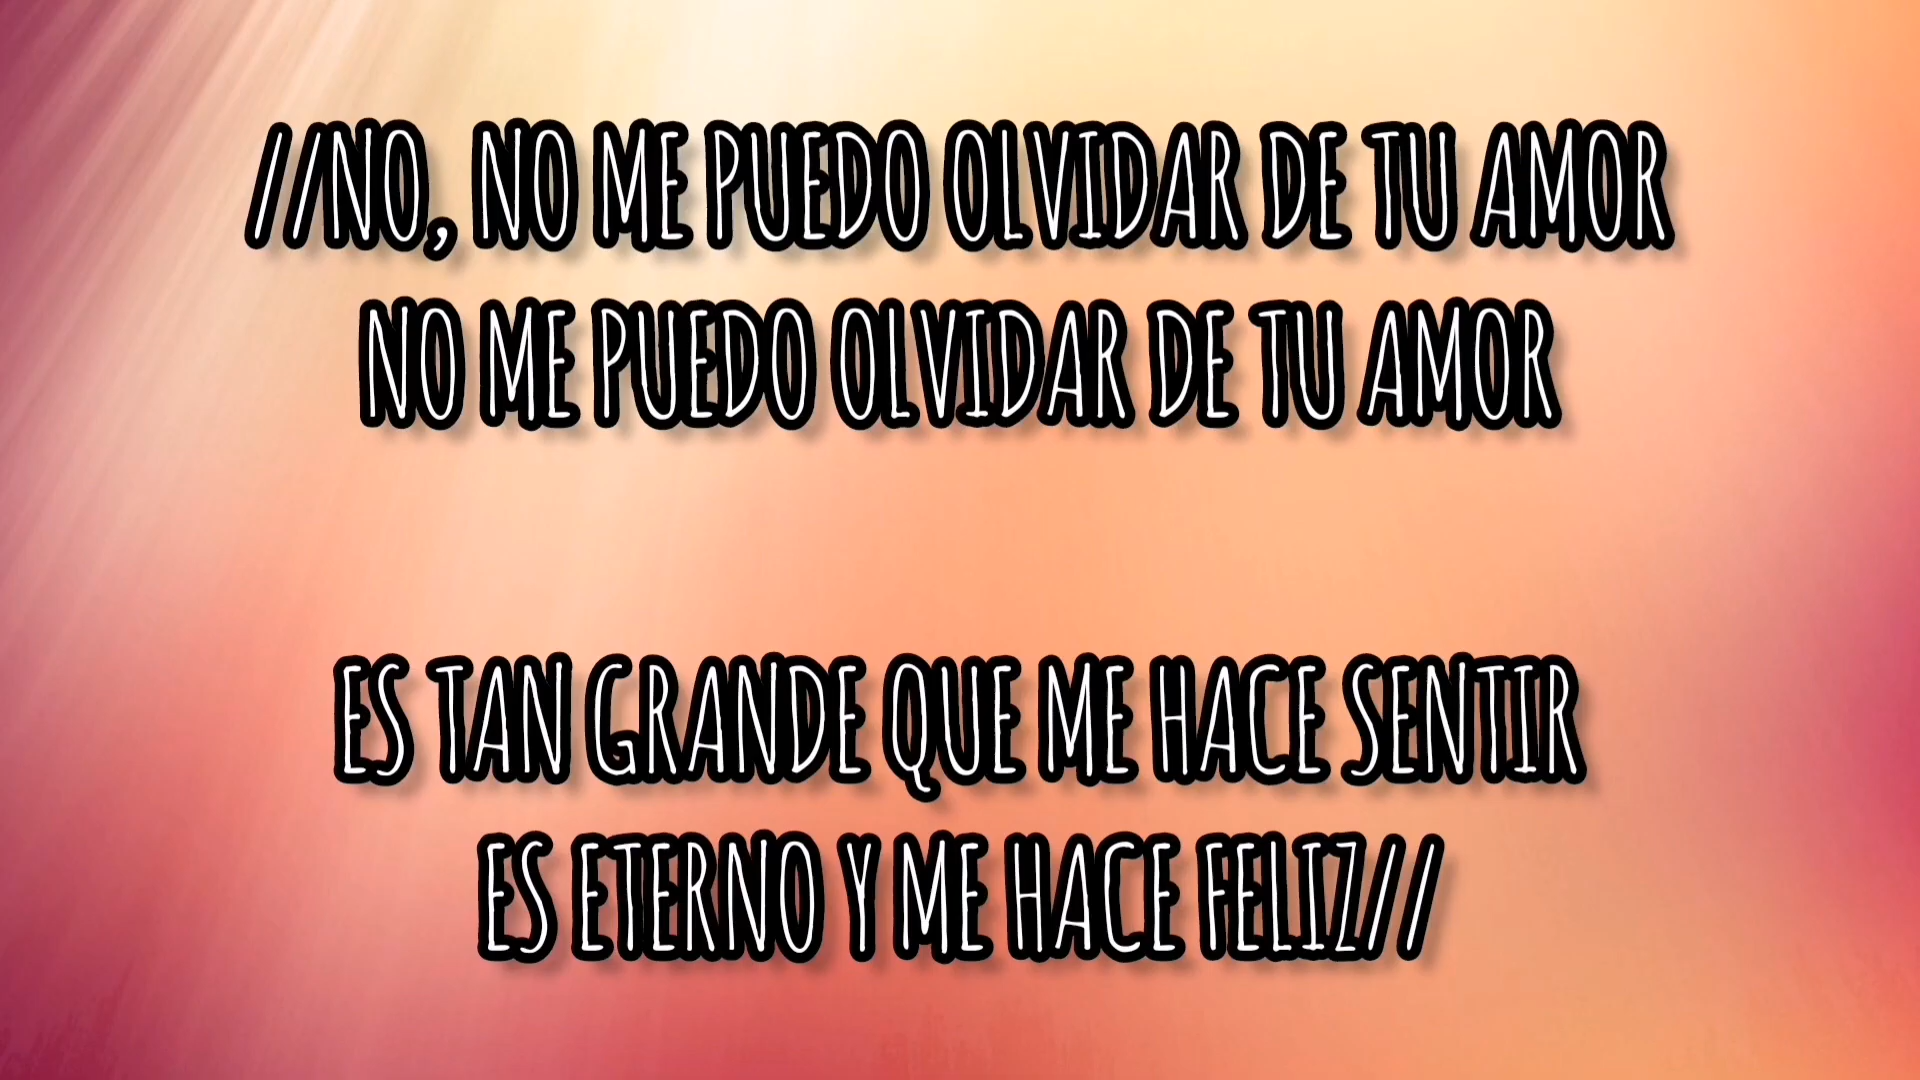 //NO, NO ME PUEDO OLVIDAR DE TU AMOR
NO ME PUEDO OLVIDAR DE TU AMOR
ES TAN GRANDE QUE ME HACE SENTIR
ES ETERNO Y ME HACE FELIZ//